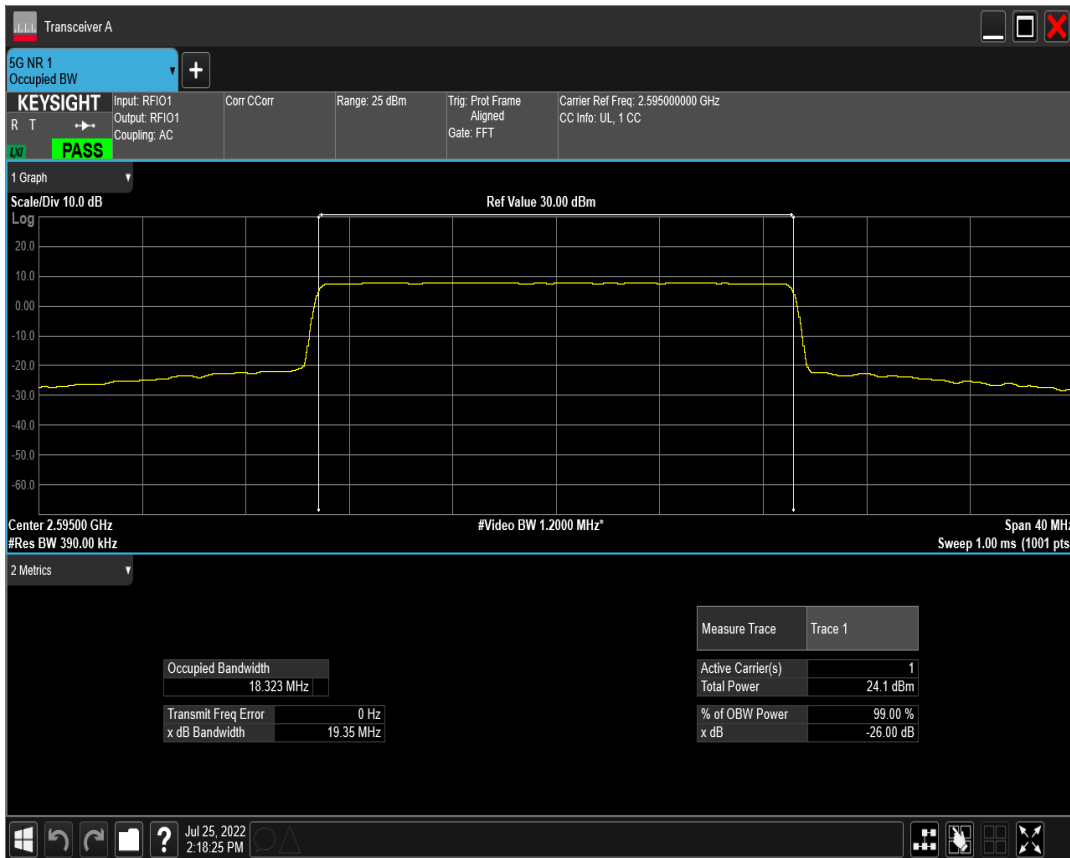 Transceiver A
5G NR 1
Occupied BW
+
KEYSIGHT
R T
LXI
PASS
Input: RFIO1
Output: RFIO1
Coupling: AC
Corr CCorr
Range: 25 dBm
Trig: Prot Frame
Aligned
Gate: FFT
Carrier Ref Freq: 2.595000000 GHz
CC Info: UL, 1 CC
1 Graph
Scale/Div 10.0 dB
Ref Value 30.00 dBm
Log
20.0
10.0
0.00
-10.0
-20.0
-30.0
-40.0
-50.0
-60.0
Center 2.59500 GHz
#Video BW 1.2000 MHz*
Span 40 MHz
#Res BW 390.00 kHz
Sweep 1.00 ms (1001 pts
2 Metrics
Measure Trace Trace 1
Occupied Bandwidth
18.323 MHz
Active Carrier(s) 1
Total Power 24.1 dBm
Transmit Freq Error 0 Hz
x dB Bandwidth 19.35 MHz
% of OBW Power 99.00 %
x dB -26.00 dB
?
Jul 25, 2022
2:18:25 PM